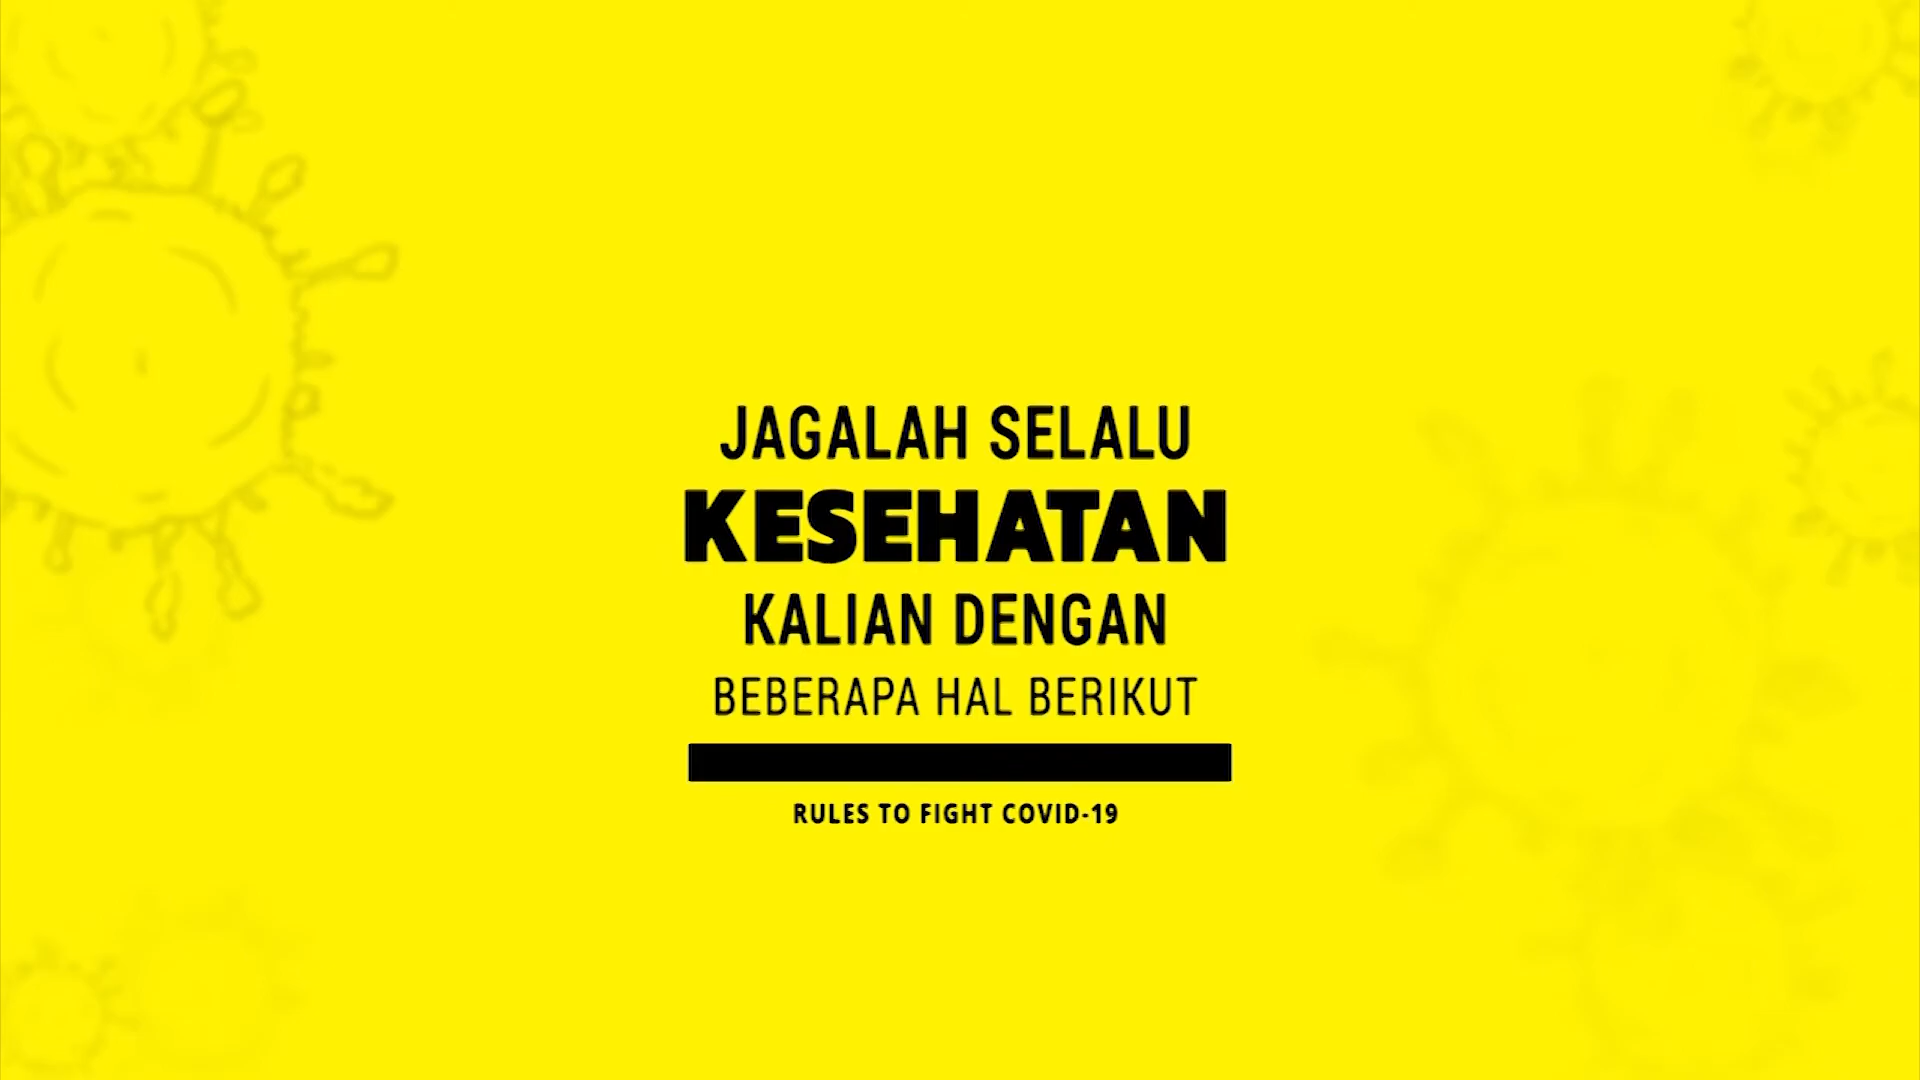 JAGALAH SELALU
KESEHATAN
KALIAN DENGAN
BEBERAPA HAL BERIKUT
RULES TO FIGHT COVID-19